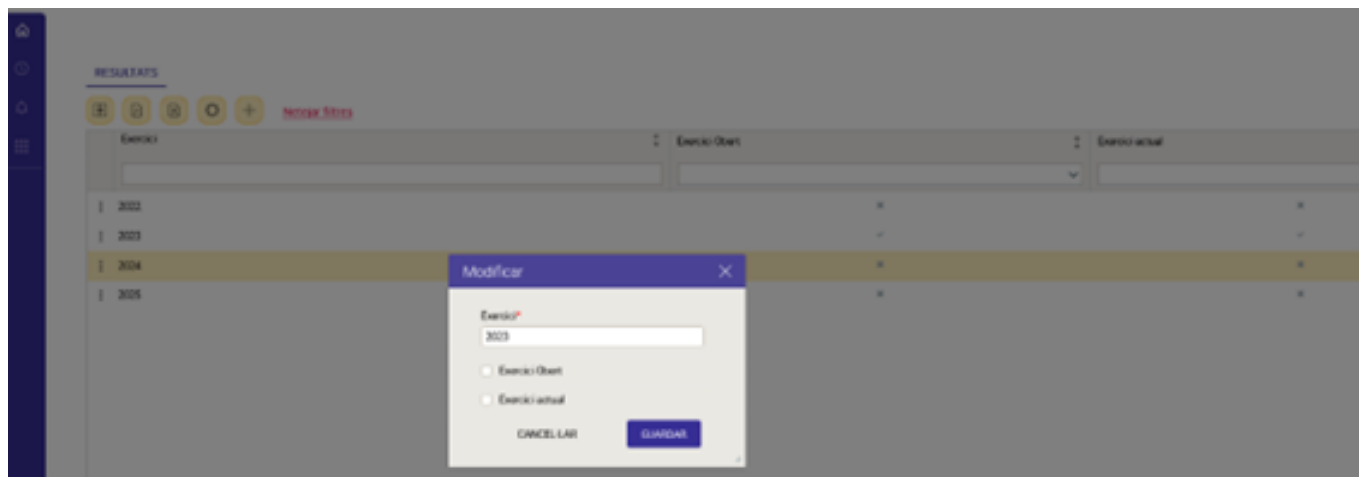 RESULTATS
Netejar filtres
Exercici Exercici Obert Exercici actual
2022
2023
2024
2025
Modificar
Exercici*
2023
Exercici Obert
Exercici actual
CANCEL·LAR GUARDAR